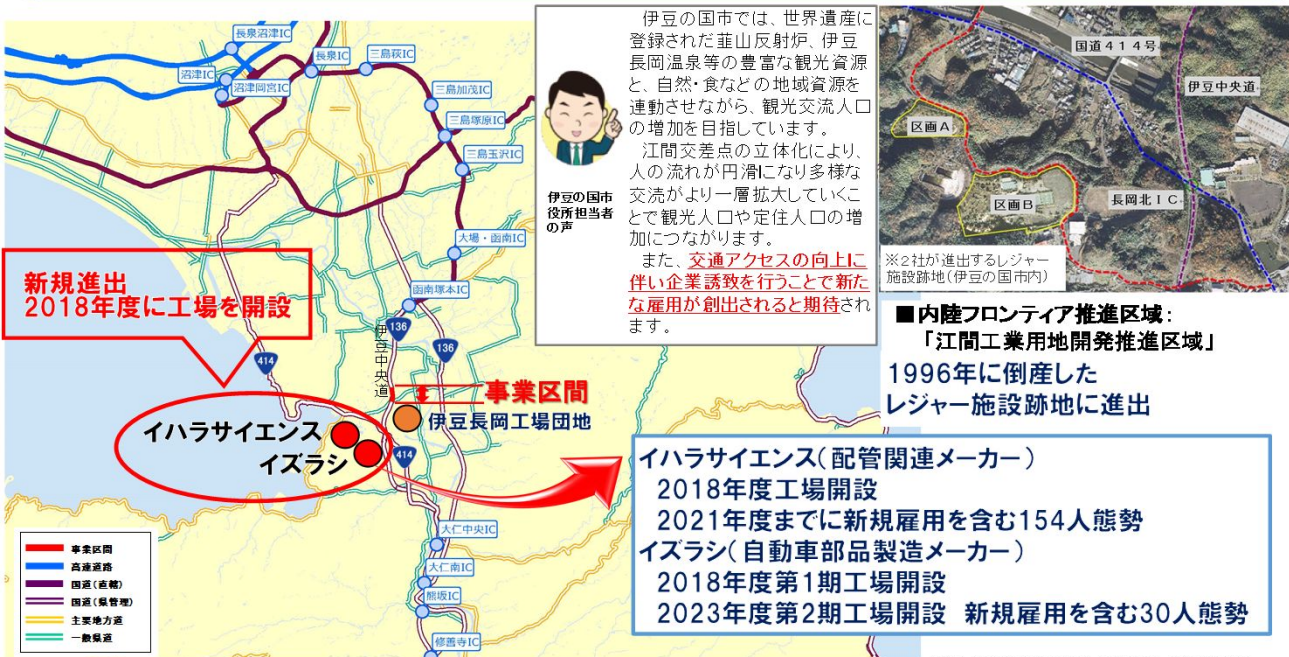 長泉沼津IC
沼津IC
沼津岡宮IC
長泉IC
三島萩IC
三島加茂IC
三島塚原IC
三島玉沢IC
大場・函南IC
函南塚本IC
伊豆の国市では、世界遺産に
登録された韮山反射炉、伊豆
長岡温泉等の豊富な観光資源
と、自然・食などの地域資源を
連動させながら、観光交流人口
の増加を目指しています。
江間交差点の立体化により、
人の流れが円滑になり多様な
交流がより一層拡大していくこ
とで観光人口や定住人口の増
加につながります。
また、交通アクセスの向上に
伴い企業誘致を行うことで新た
な雇用が創出されると期待され
ます。
伊豆の国市
役所担当者
の声
国道414号
伊豆中央道
区画A
区画B
長岡北IC
※2社が進出するレジャー
施設跡地(伊豆の国市内)
■内陸フロンティア推進区域:
「江間工業用地開発推進区域」
1996年に倒産した
レジャー施設跡地に進出
新規進出
2018年度に工場を開設
414
136
136
伊豆中央道
事業区間
伊豆長岡工場団地
イハラサイエンス
イズラシ
414
大仁中央IC
大仁南IC
熊坂IC
修善寺IC
イハラサイエンス(配管関連メーカー)
2018年度工場開設
2021年度までに新規雇用を含む154人態勢
イズラシ(自動車部品製造メーカー)
2018年度第1期工場開設
2023年度第2期工場開設 新規雇用を含む30人態勢
事業区間
高速道路
国道(直轄)
国道(県管理)
主要地方道
一般県道